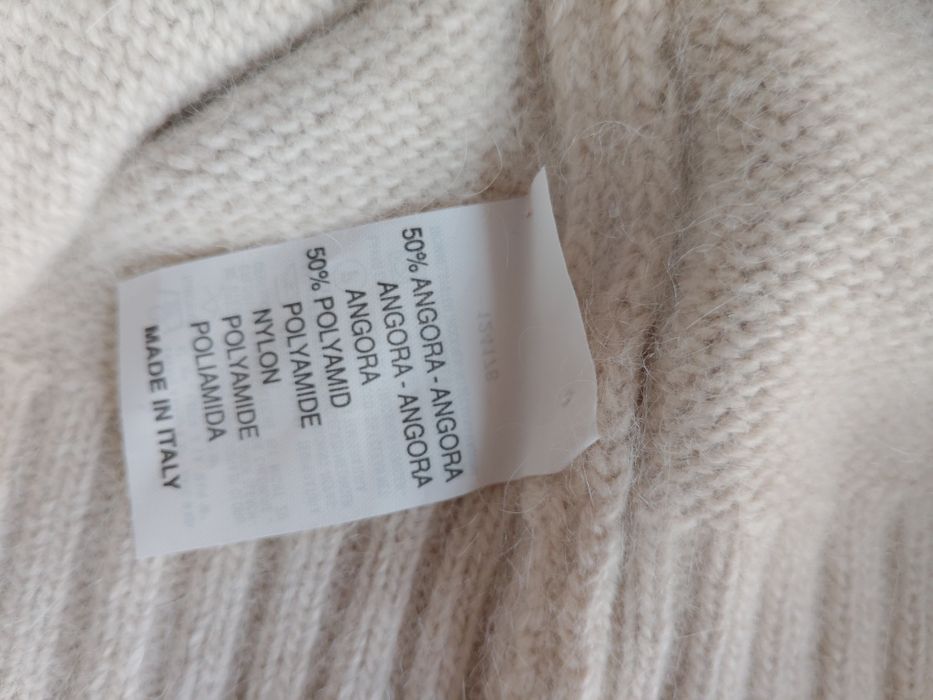 50% ANGORA - ANGORA
ANGORA - ANGORA
ANGORA
50% POLYAMID
POLYAMIDE
NYLON
POLYAMIDE
POLIAMIDA
MADE IN ITALY